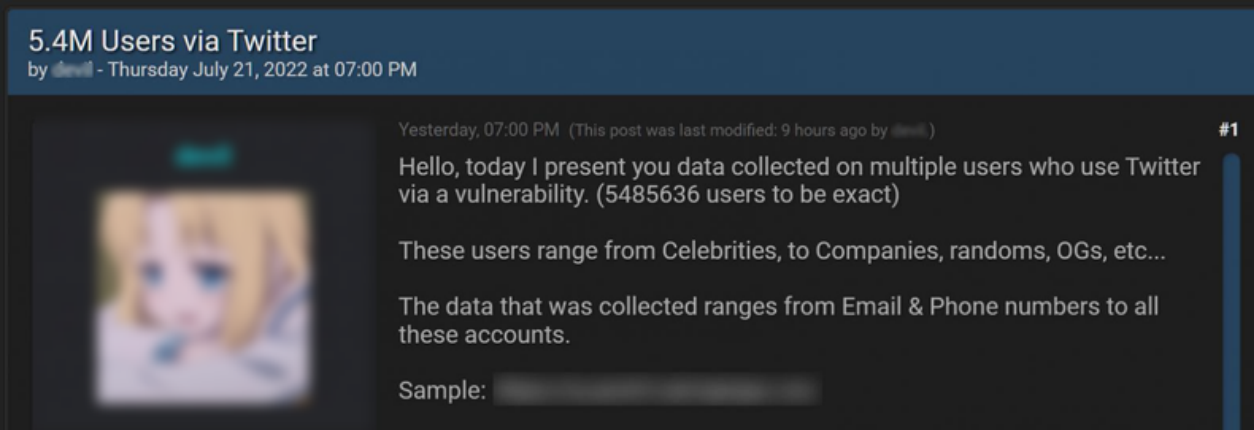 5.4M Users via Twitter
by - Thursday July 21, 2022 at 07:00 PM
Yesterday, 07:00 PM (This post was last modified: 9 hours ago by .)
#1
Hello, today I present you data collected on multiple users who use Twitter
via a vulnerability. (5485636 users to be exact)
These users range from Celebrities, to Companies, randoms, OGs, etc...
The data that was collected ranges from Email & Phone numbers to all
these accounts.
Sample: